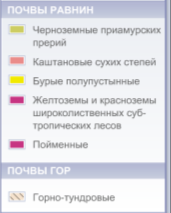 ПОЧВЫ РАВНИН
Черноземные приамурских
прерий
Каштановые сухих степей
Бурые полупустынные
Желтоземы и красноземы
широколиственных суб-
тропических лесов
Пойменные
ПОЧВЫ ГОР
Горно-тундровые